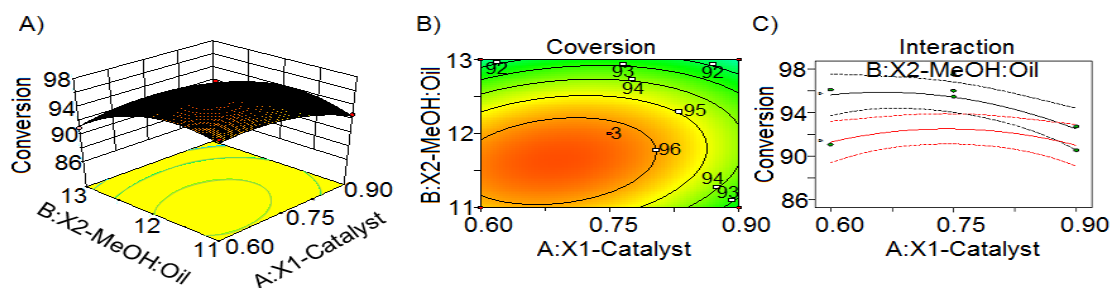 A)
98
94
90
86
Conversion
13
12
11
B:X2-MeOH:Oil
0.60
0.75
0.90
A:X1-Catalyst
B)
Coversion
13
12
11
B:X2-MeOH:Oil
92
93
94
92
95
3
96
94
93
0.60
0.75
0.90
A:X1-Catalyst
C)
Interaction
B:X2-MeOH:Oil
98
94
90
86
Conversion
0.60
0.75
0.90
A:X1-Catalyst